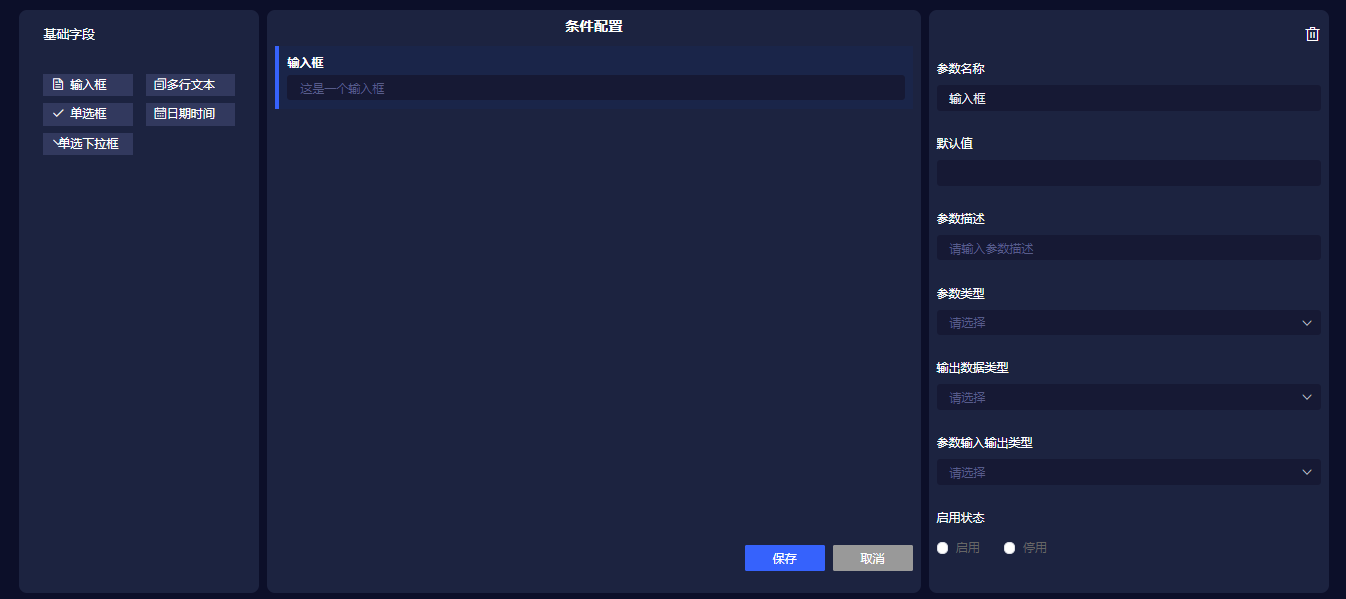 基础字段
输入框
多行文本
单选框
日期时间
单选下拉框
条件配置
输入框
这是一个输入框
保存
取消
参数名称
输入框
默认值
参数描述
请输入参数描述
参数类型
请选择
输出数据类型
请选择
参数输入输出类型
请选择
启用状态
启用
停用